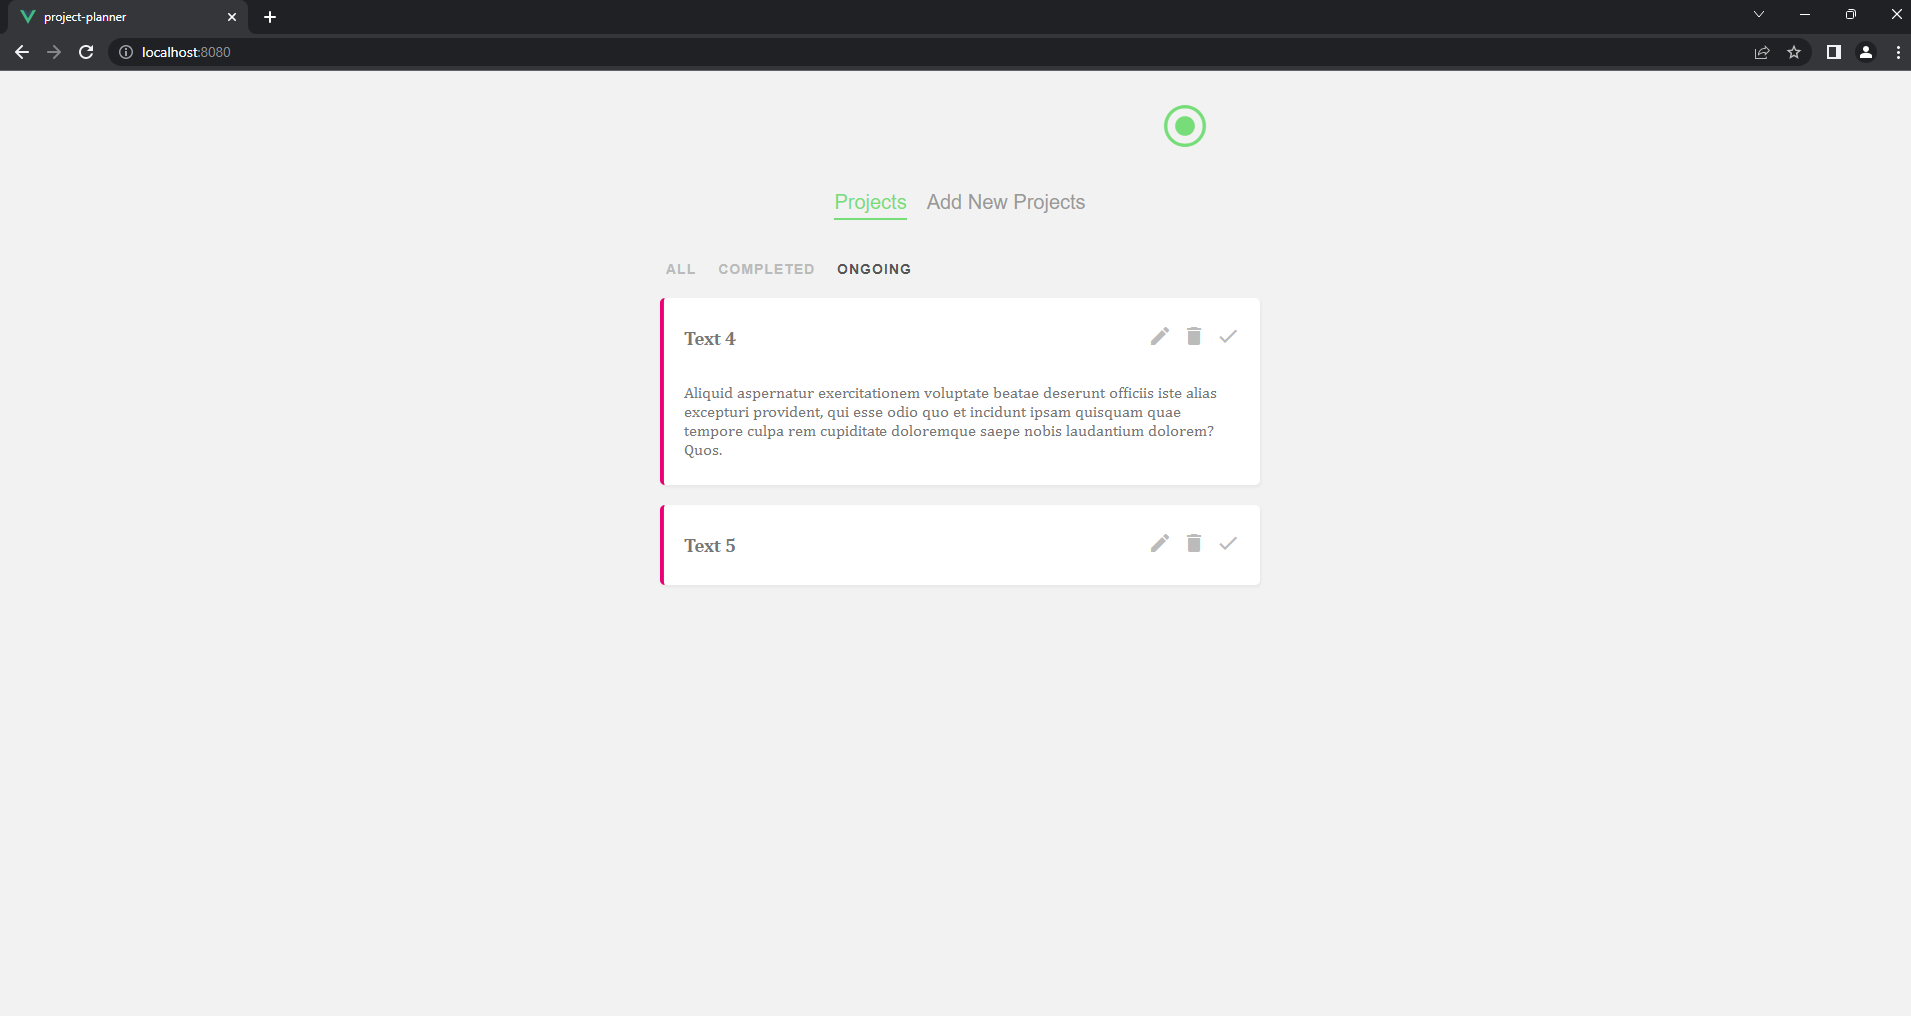 project-planner
localhost:8080
Projects Add New Projects
ALL COMPLETED ONGOING
Text 4
Aliquid aspernatur exercitationem voluptate beatae deserunt officiis iste alias
excepturi provident, qui esse odio quo et incidunt ipsam quisquam quae
tempore culpa rem cupiditate doloremque saepe nobis laudantium dolorem?
Quos.
Text 5